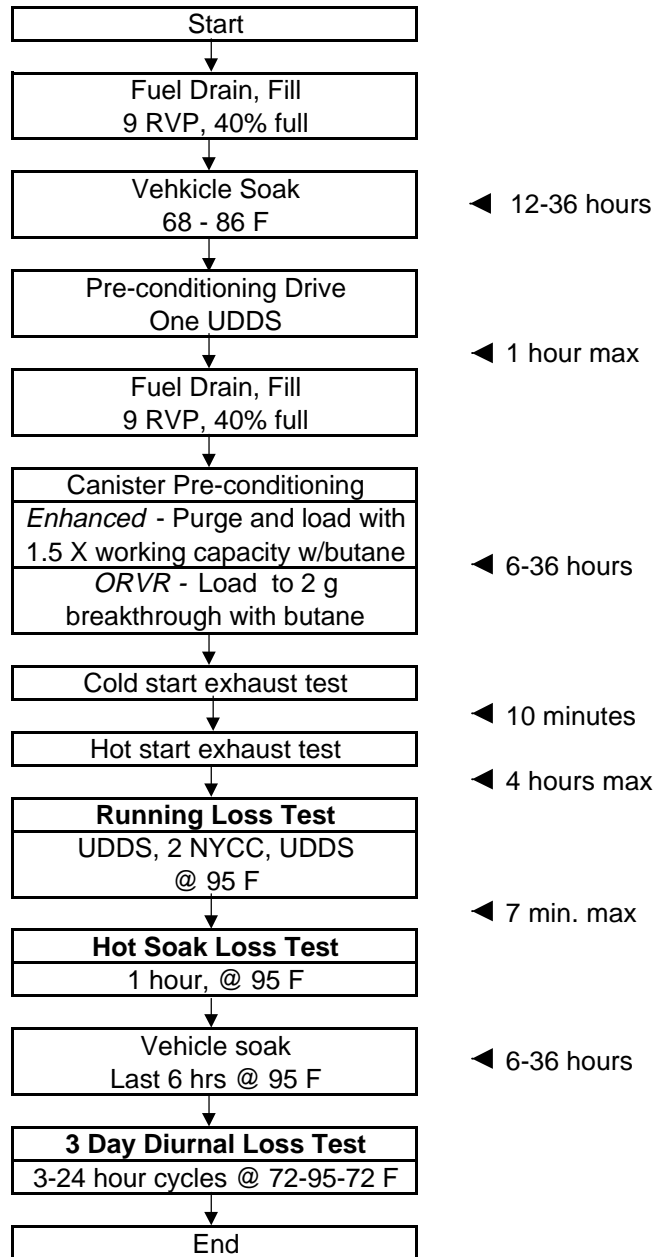 Start
Fuel Drain, Fill
9 RVP, 40% full
Vehkicle Soak
68 - 86 F
◄ 12-36 hours
Pre-conditioning Drive
One UDDS
◄ 1 hour max
Fuel Drain, Fill
9 RVP, 40% full
Canister Pre-conditioning
Enhanced - Purge and load with
1.5 X working capacity w/butane
ORVR - Load to 2 g
breakthrough with butane
◄ 6-36 hours
Cold start exhaust test
◄ 10 minutes
Hot start exhaust test
◄ 4 hours max
Running Loss Test
UDDS, 2 NYCC, UDDS
@ 95 F
◄ 7 min. max
Hot Soak Loss Test
1 hour, @ 95 F
Vehicle soak
Last 6 hrs @ 95 F
◄ 6-36 hours
3 Day Diurnal Loss Test
3-24 hour cycles @ 72-95-72 F
End